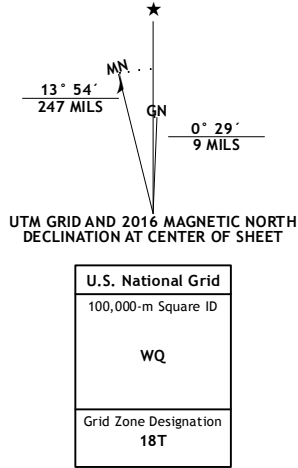 ★
MN
GN
13° 54´
247 MILS
0° 29´
9 MILS
UTM GRID AND 2016 MAGNETIC NORTH
DECLINATION AT CENTER OF SHEET
U.S. National Grid
100,000-m Square ID
WQ
Grid Zone Designation
18T